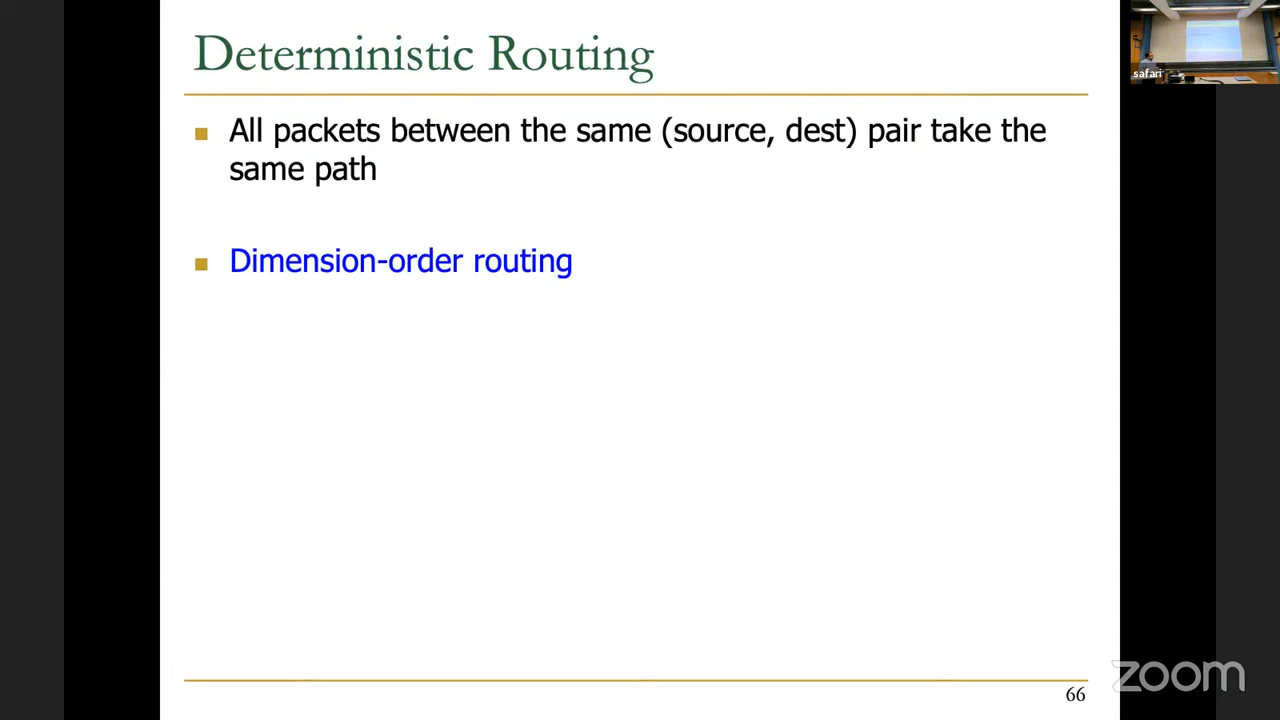 Deterministic Routing
safari
All packets between the same (source, dest) pair take the
same path
Dimension-order routing
66
zoom